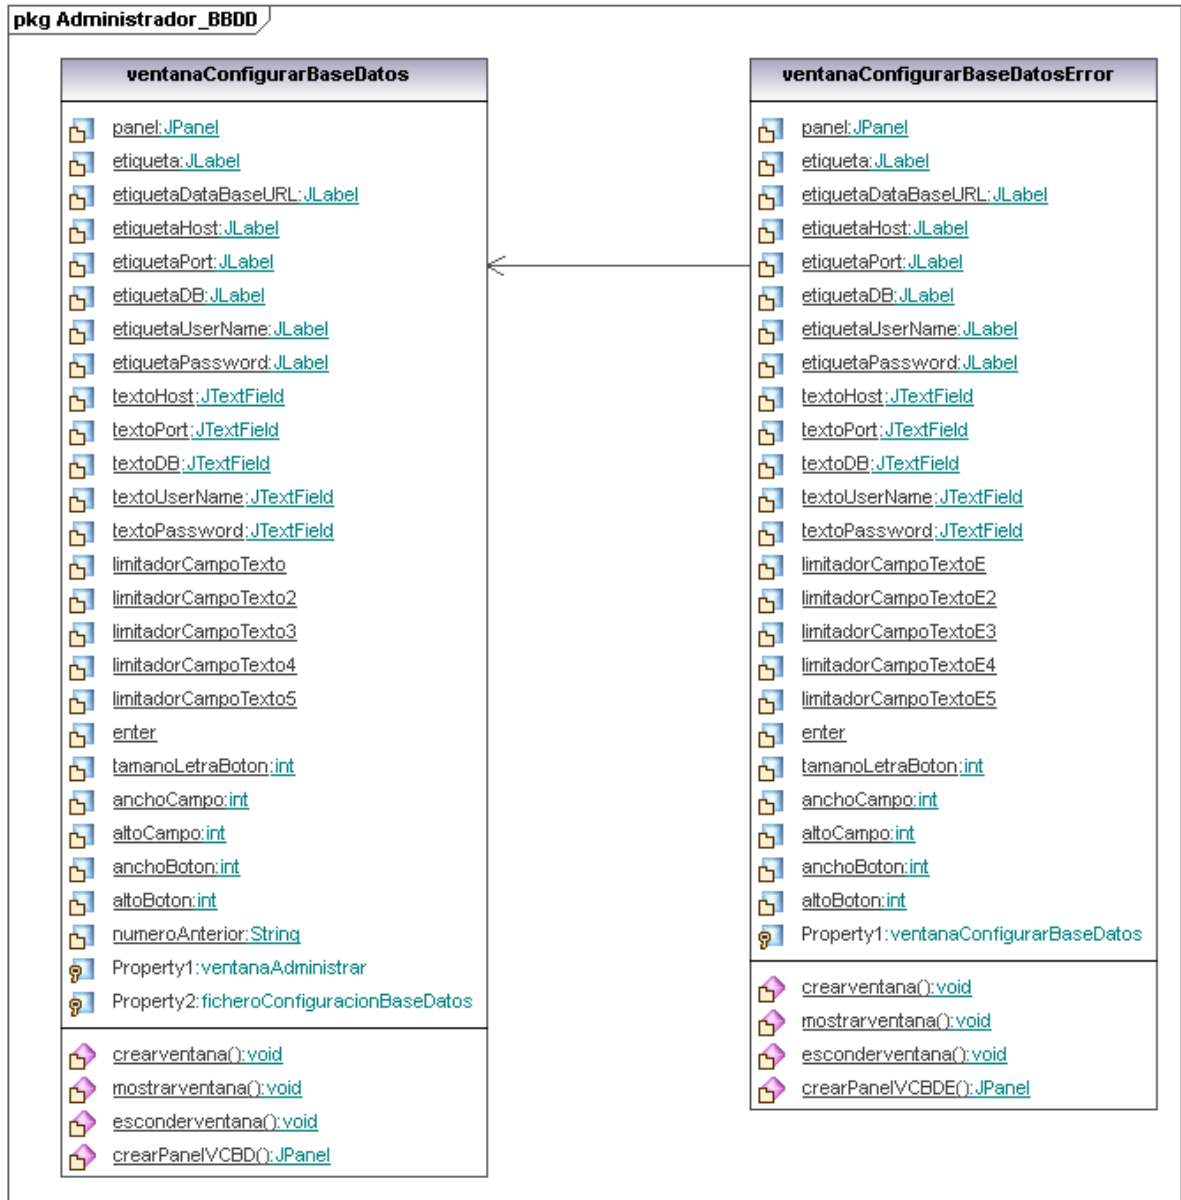 pkg Administrador_BBDD
ventanaConfigurarBaseDatos
panel:JPanel
etiqueta:JLabel
etiquetaDataBaseURL:JLabel
etiquetaHost:JLabel
etiquetaPort:JLabel
etiquetaDB:JLabel
etiquetaUserName:JLabel
etiquetaPassword:JLabel
textoHost:JTextField
textoPort:JTextField
textoDB:JTextField
textoUserName:JTextField
textoPassword:JTextField
limitadorCampoTexto
limitadorCampoTexto2
limitadorCampoTexto3
limitadorCampoTexto4
limitadorCampoTexto5
enter
tamanoLetraBoton:int
anchoCampo:int
altoCampo:int
anchoBoton:int
altoBoton:int
numeroAnterior:String
Property1:ventanaAdministrar
Property2:ficheroConfiguracionBaseDatos
crearventana():void
mostrarventana():void
esconderventana():void
crearPanelVCBD():JPanel
ventanaConfigurarBaseDatosError
panel:JPanel
etiqueta:JLabel
etiquetaDataBaseURL:JLabel
etiquetaHost:JLabel
etiquetaPort:JLabel
etiquetaDB:JLabel
etiquetaUserName:JLabel
etiquetaPassword:JLabel
textoHost:JTextField
textoPort:JTextField
textoDB:JTextField
textoUserName:JTextField
textoPassword:JTextField
limitadorCampoTextoE
limitadorCampoTextoE2
limitadorCampoTextoE3
limitadorCampoTextoE4
limitadorCampoTextoE5
enter
tamanoLetraBoton:int
anchoCampo:int
altoCampo:int
anchoBoton:int
altoBoton:int
Property1:ventanaConfigurarBaseDatos
crearventana():void
mostrarventana():void
esconderventana():void
crearPanelVCBDE():JPanel